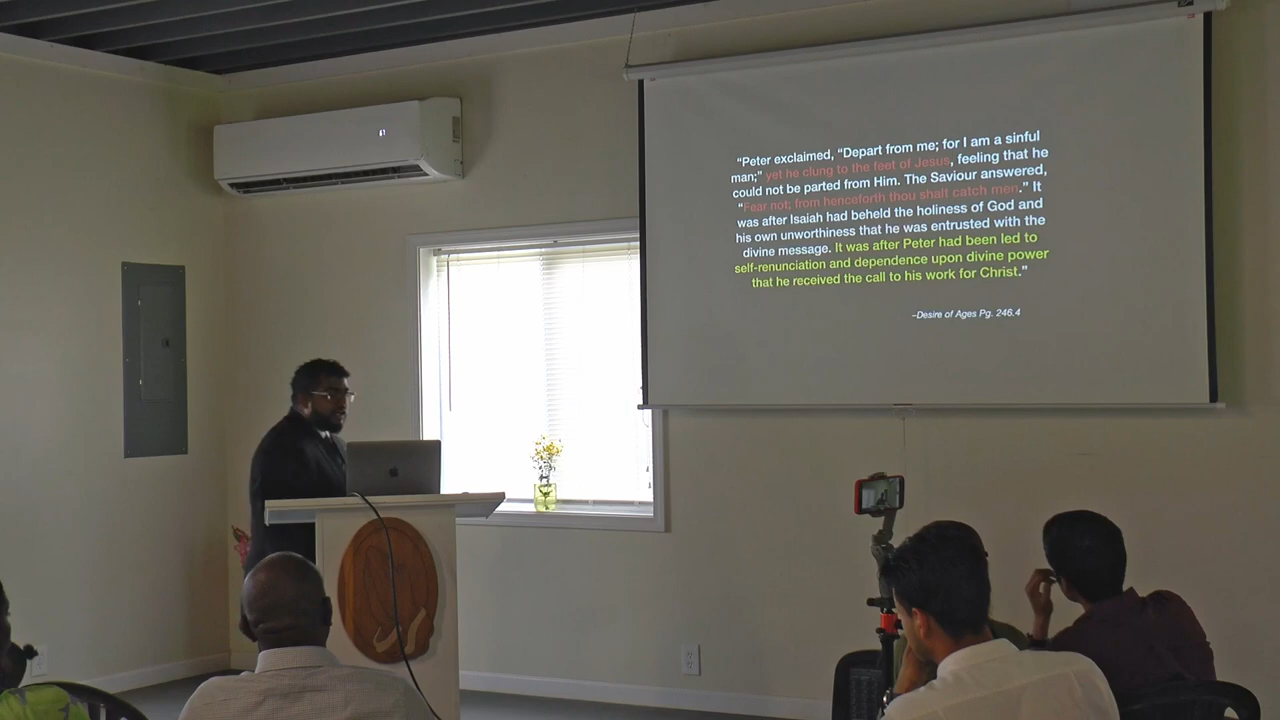 “Peter exclaimed, “Depart from me; for I am a sinful
man;” yet he clung to the feet of Jesus, feeling that he
could not be parted from Him. The Saviour answered,
“Fear not; from henceforth thou shalt catch men.” It
was after Isaiah had beheld the holiness of God and
his own unworthiness that he was entrusted with the
divine message. It was after Peter had been led to
self-renunciation and dependence upon divine power
that he received the call to his work for Christ.”
–Desire of Ages Pg. 246.4